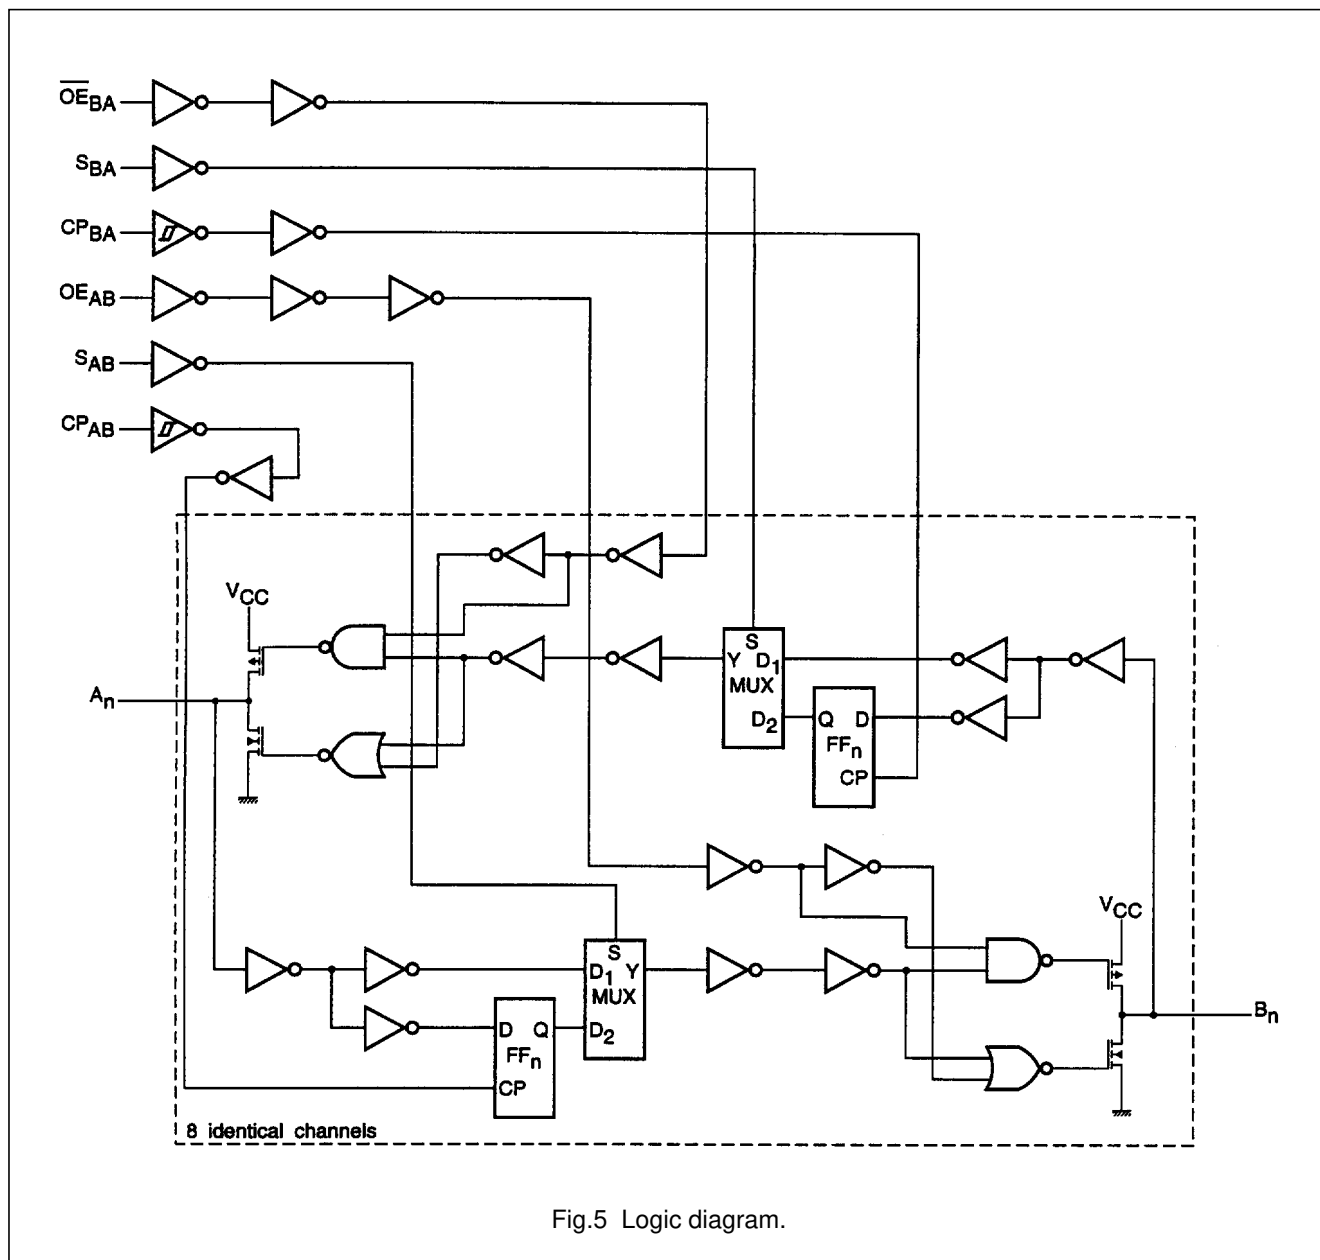 OE̅BA
SBA
CPBA
OEAB
SAB
CPAB
VCC
S
Y D1
MUX
D2
Q D
FFn
CP
An
VCC
S
D1 Y
MUX
D2
D Q
FFn
CP
Bn
8 identical channels
Fig.5 Logic diagram.